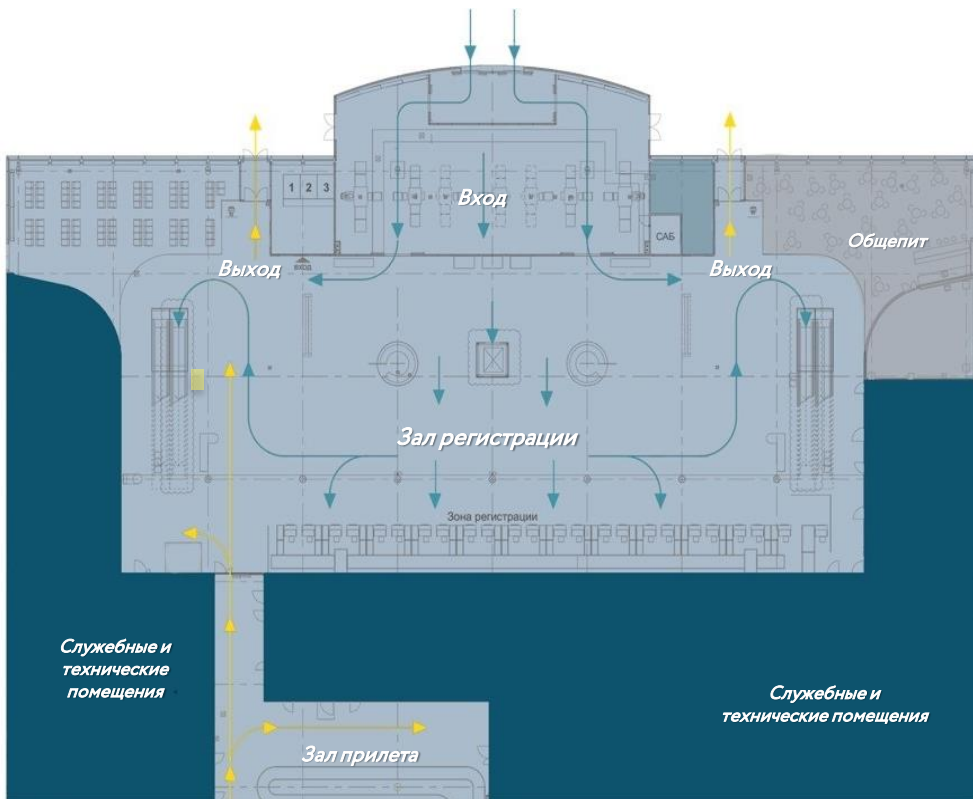 1 2 3
Вход
САБ
Общепит
ВХОД
Выход
Выход
Зал регистрации
Зона регистрации
Служебные и
технические
помещения
Служебные и
технические помещения
Зал прилета